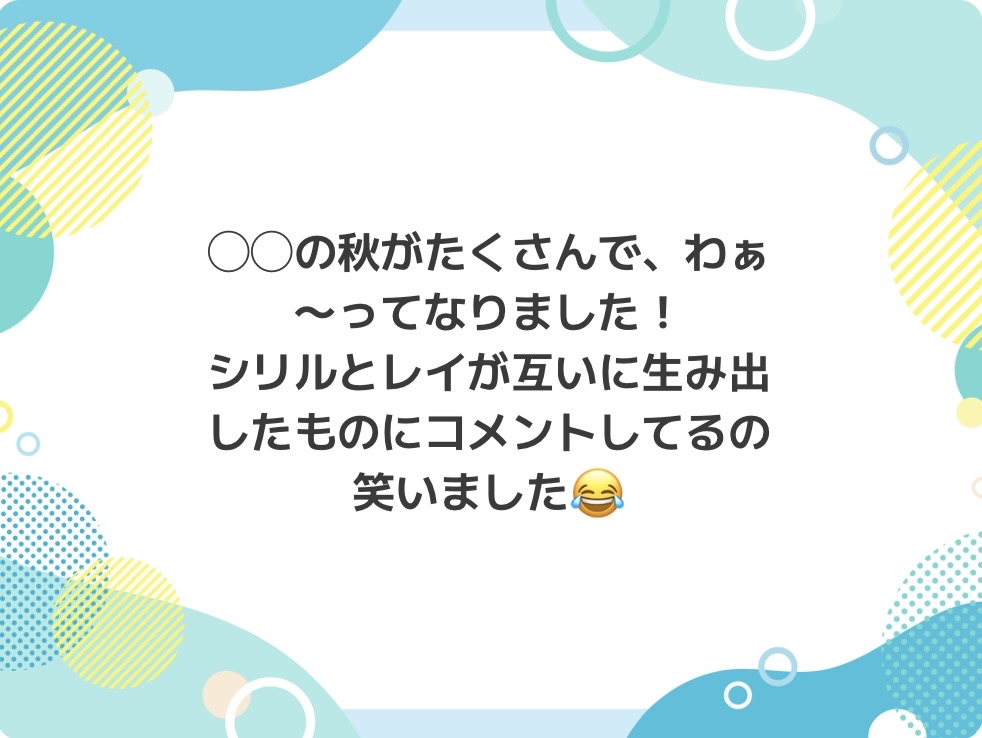 ◯◯の秋がたくさんで、わぁ
〜ってなりました！
シリルとレイが互いに生み出
したものにコメントしてるの
笑いました😂